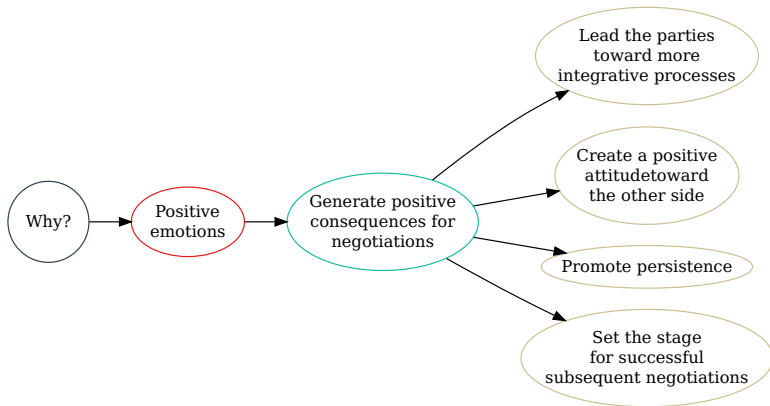 Why?
Positive
emotions
Generate positive
consequences for
negotiations
Lead the parties
toward more
integrative processes
Create a positive
attitudetoward
the other side
Promote persistence
Set the stage
for successful
subsequent negotiations